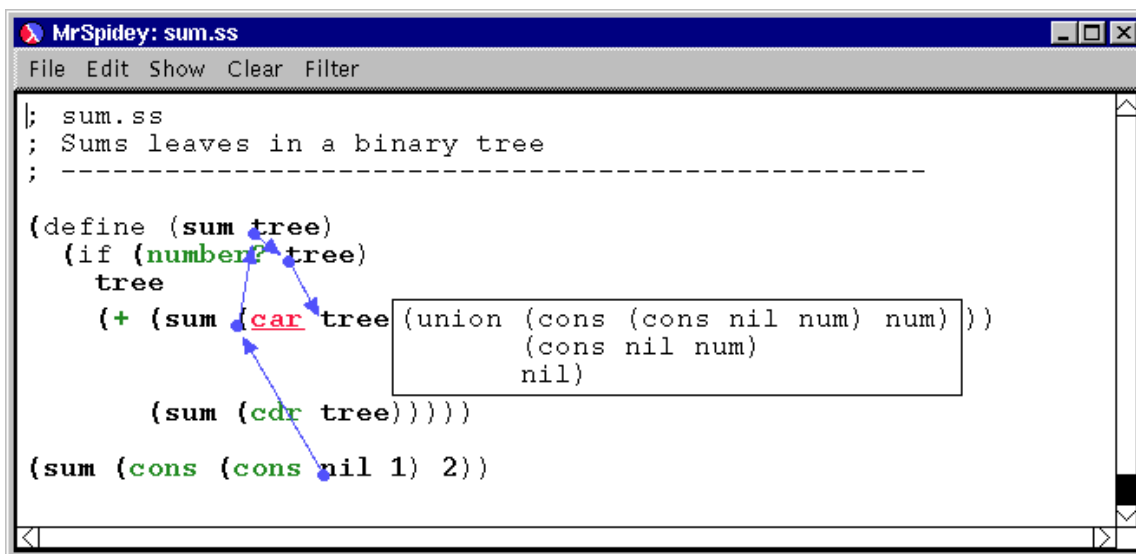 MrSpidey: sum.ss
File Edit Show Clear Filter
; sum.ss
; Sums leaves in a binary tree
; --------------------------------------------------
(define (sum tree)
(if (number? tree)
tree
(+ (sum (car tree (union (cons (cons nil num) num) ))
(cons nil num)
nil)
(sum (cdr tree)))))
(sum (cons (cons nil 1) 2))